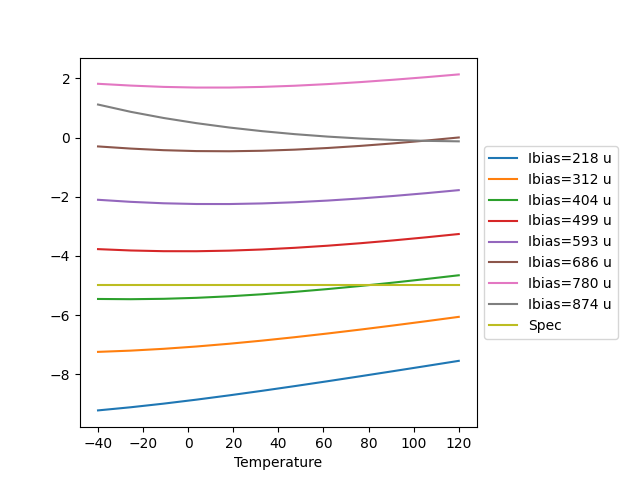 2
0
−2
−4
−6
−8
−40 −20 0 20 40 60 80 100 120
Temperature
Ibias=218 u
Ibias=312 u
Ibias=404 u
Ibias=499 u
Ibias=593 u
Ibias=686 u
Ibias=780 u
Ibias=874 u
Spec